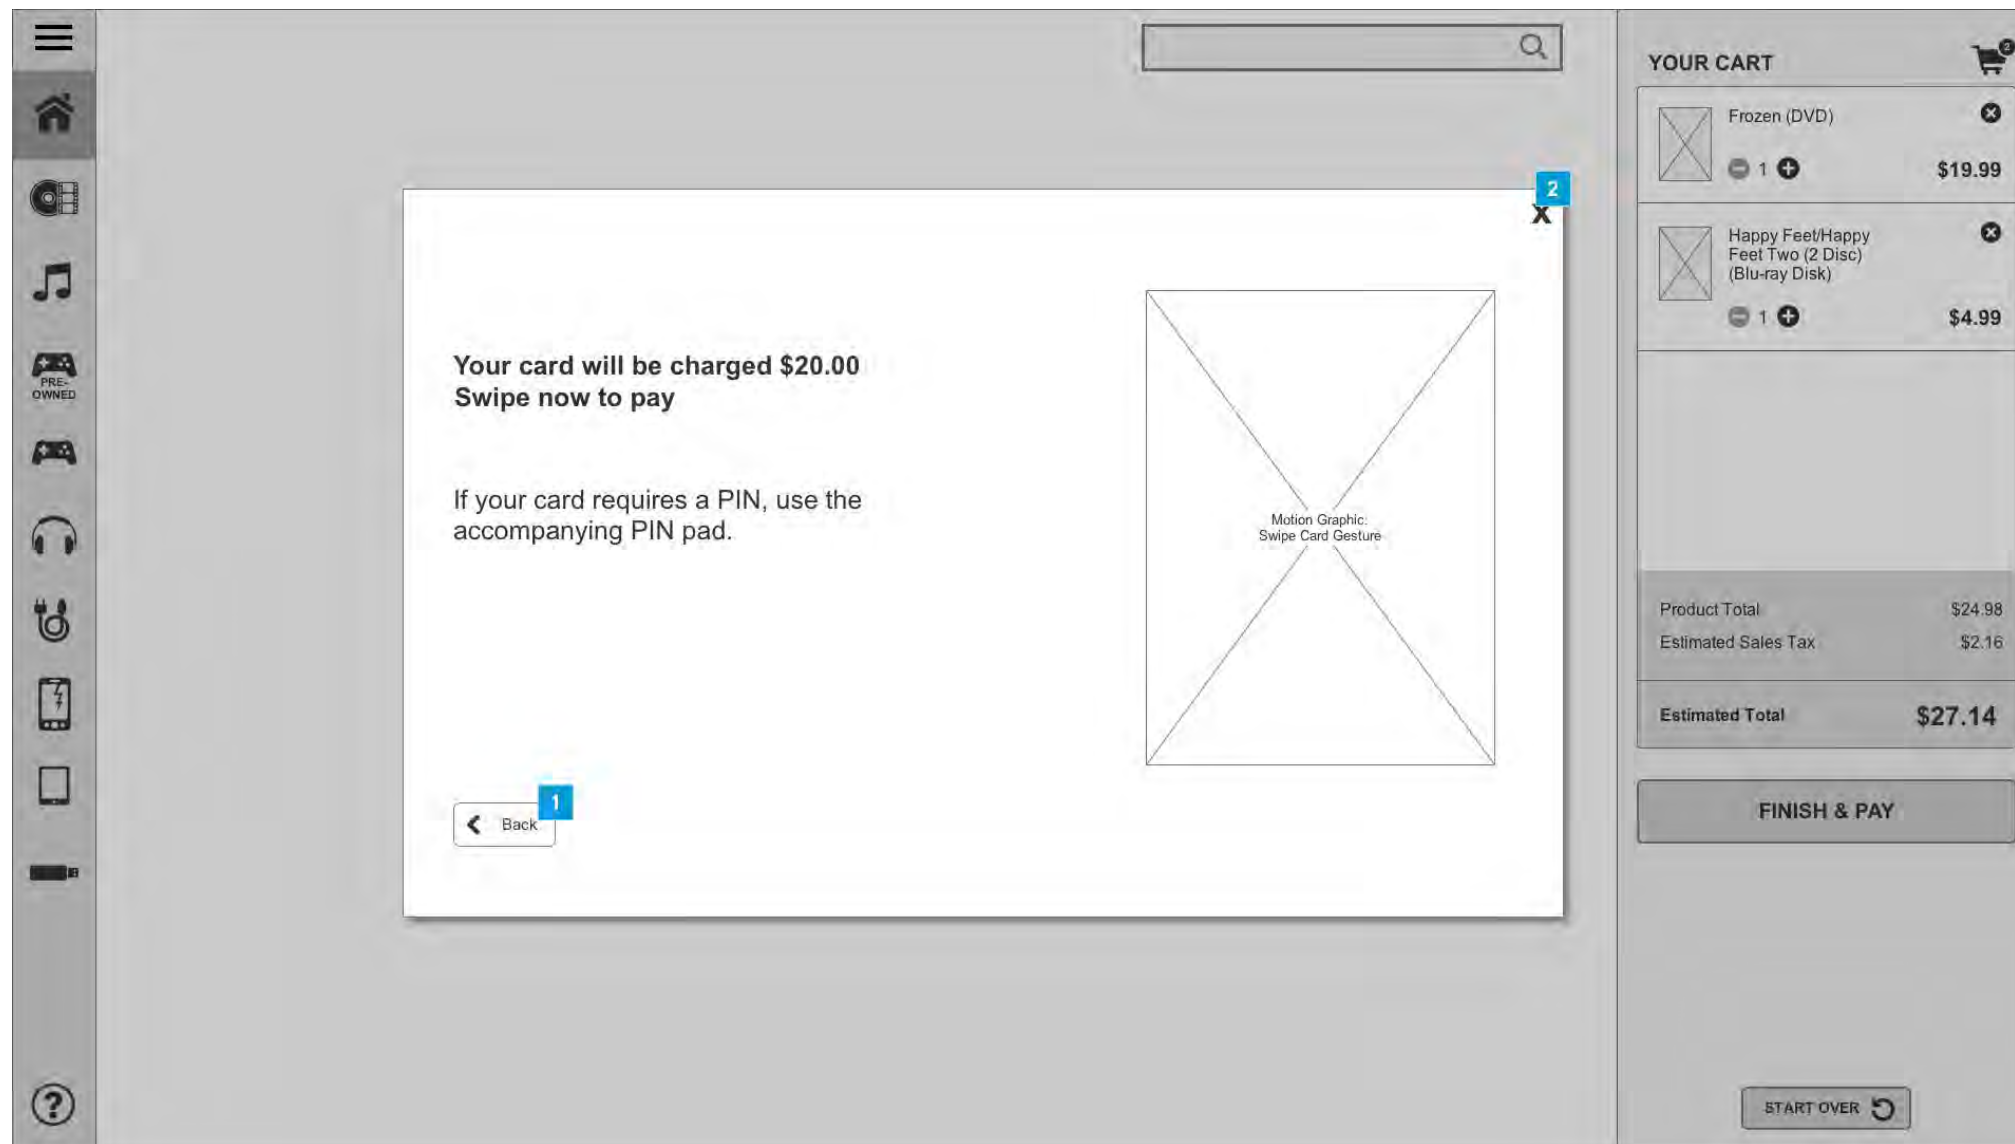 YOUR CART
2
Frozen (DVD)
1
$19.99
Happy Feet/Happy
Feet Two (2 Disc)
(Blu-ray Disk)
1
$4.99
Product Total $24.98
Estimated Sales Tax $2.16
Estimated Total $27.14
FINISH & PAY
START OVER
PRE-
OWNED
2
X
Your card will be charged $20.00
Swipe now to pay
If your card requires a PIN, use the
accompanying PIN pad.
Motion Graphic:
Swipe Card Gesture
1
Back
?